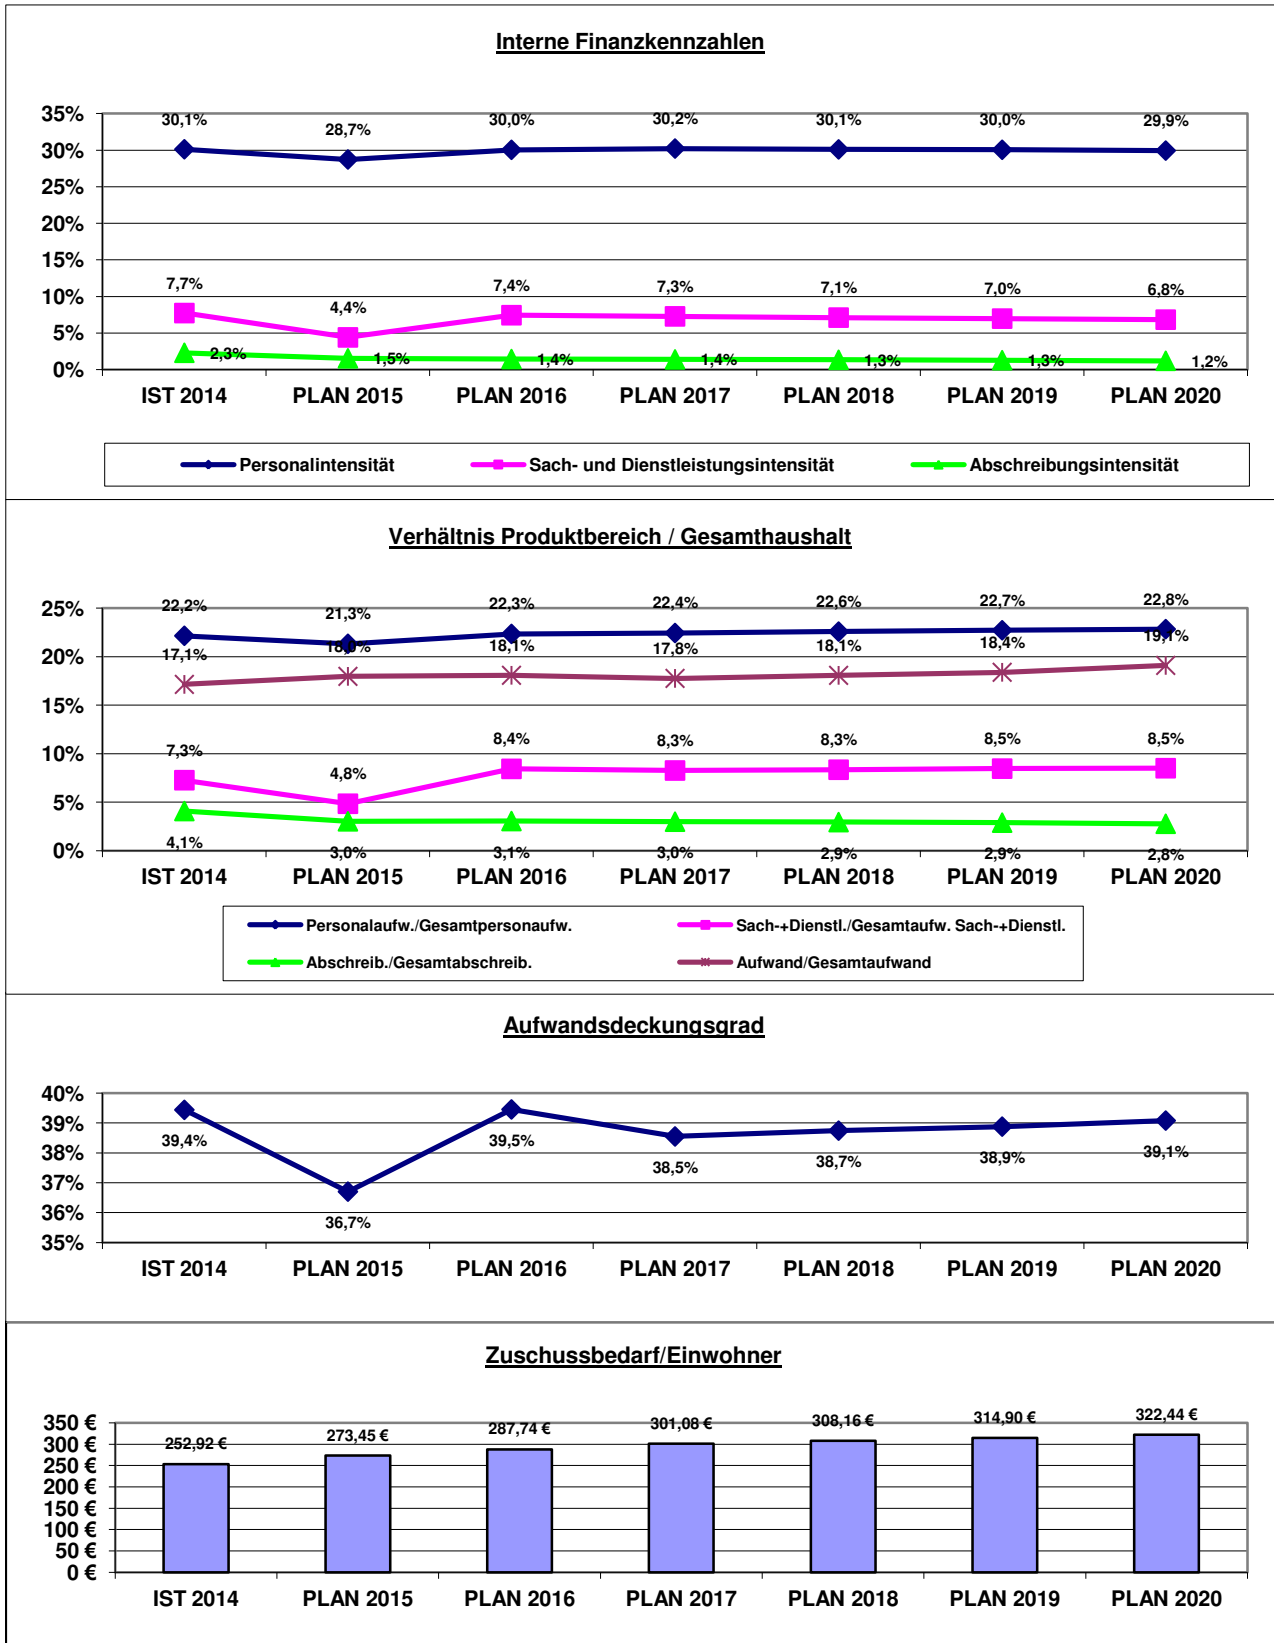 Interne Finanzkennzahlen
35%
30,1% 28,7% 30,0% 30,2% 30,1% 30,0% 29,9%
30%
25%
20%
15%
10%
7,7% 4,4% 7,4% 7,3% 7,1% 7,0% 6,8%
5%
2,3% 1,5% 1,4% 1,4% 1,3% 1,3% 1,2%
0%
IST 2014 PLAN 2015 PLAN 2016 PLAN 2017 PLAN 2018 PLAN 2019 PLAN 2020
Personalintensität Sach- und Dienstleistungsintensität Abschreibungsintensität
Verhältnis Produktbereich / Gesamthaushalt
25%
22,2% 21,3% 22,3% 22,4% 22,6% 22,7% 22,8%
20%
17,1% 18,0% 18,1% 17,8% 18,1% 18,4% 19,1%
15%
10%
7,3% 4,8% 8,4% 8,3% 8,3% 8,5% 8,5%
5%
0%
4,1% 3,0% 3,1% 3,0% 2,9% 2,9% 2,8%
IST 2014 PLAN 2015 PLAN 2016 PLAN 2017 PLAN 2018 PLAN 2019 PLAN 2020
Personalaufw./Gesamtpersonaufw. Sach-+Dienstl./Gesamtaufw. Sach-+Dienstl.
Abschreib./Gesamtabschreib. Aufwand/Gesamtaufwand
Aufwandsdeckungsgrad
40%
39%
38%
37%
36%
35%
39,4% 36,7% 39,5% 38,5% 38,7% 38,9% 39,1%
IST 2014 PLAN 2015 PLAN 2016 PLAN 2017 PLAN 2018 PLAN 2019 PLAN 2020
Zuschussbedarf/Einwohner
350 €
300 €
250 €
200 €
150 €
100 €
50 €
0 €
252,92 € 273,45 € 287,74 € 301,08 € 308,16 € 314,90 € 322,44 €
IST 2014 PLAN 2015 PLAN 2016 PLAN 2017 PLAN 2018 PLAN 2019 PLAN 2020